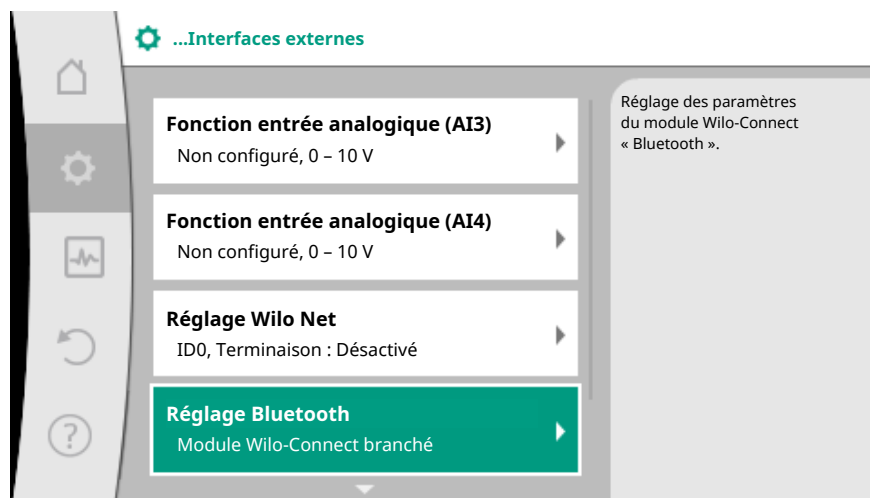 ...Interfaces externes
Fonction entrée analogique (AI3)
Non configuré, 0 – 10 V
Fonction entrée analogique (AI4)
Non configuré, 0 – 10 V
Réglage Wilo Net
ID0, Terminaison : Désactivé
Réglage Bluetooth
Module Wilo-Connect branché
Réglage des paramètres
du module Wilo-Connect
« Bluetooth ».
?